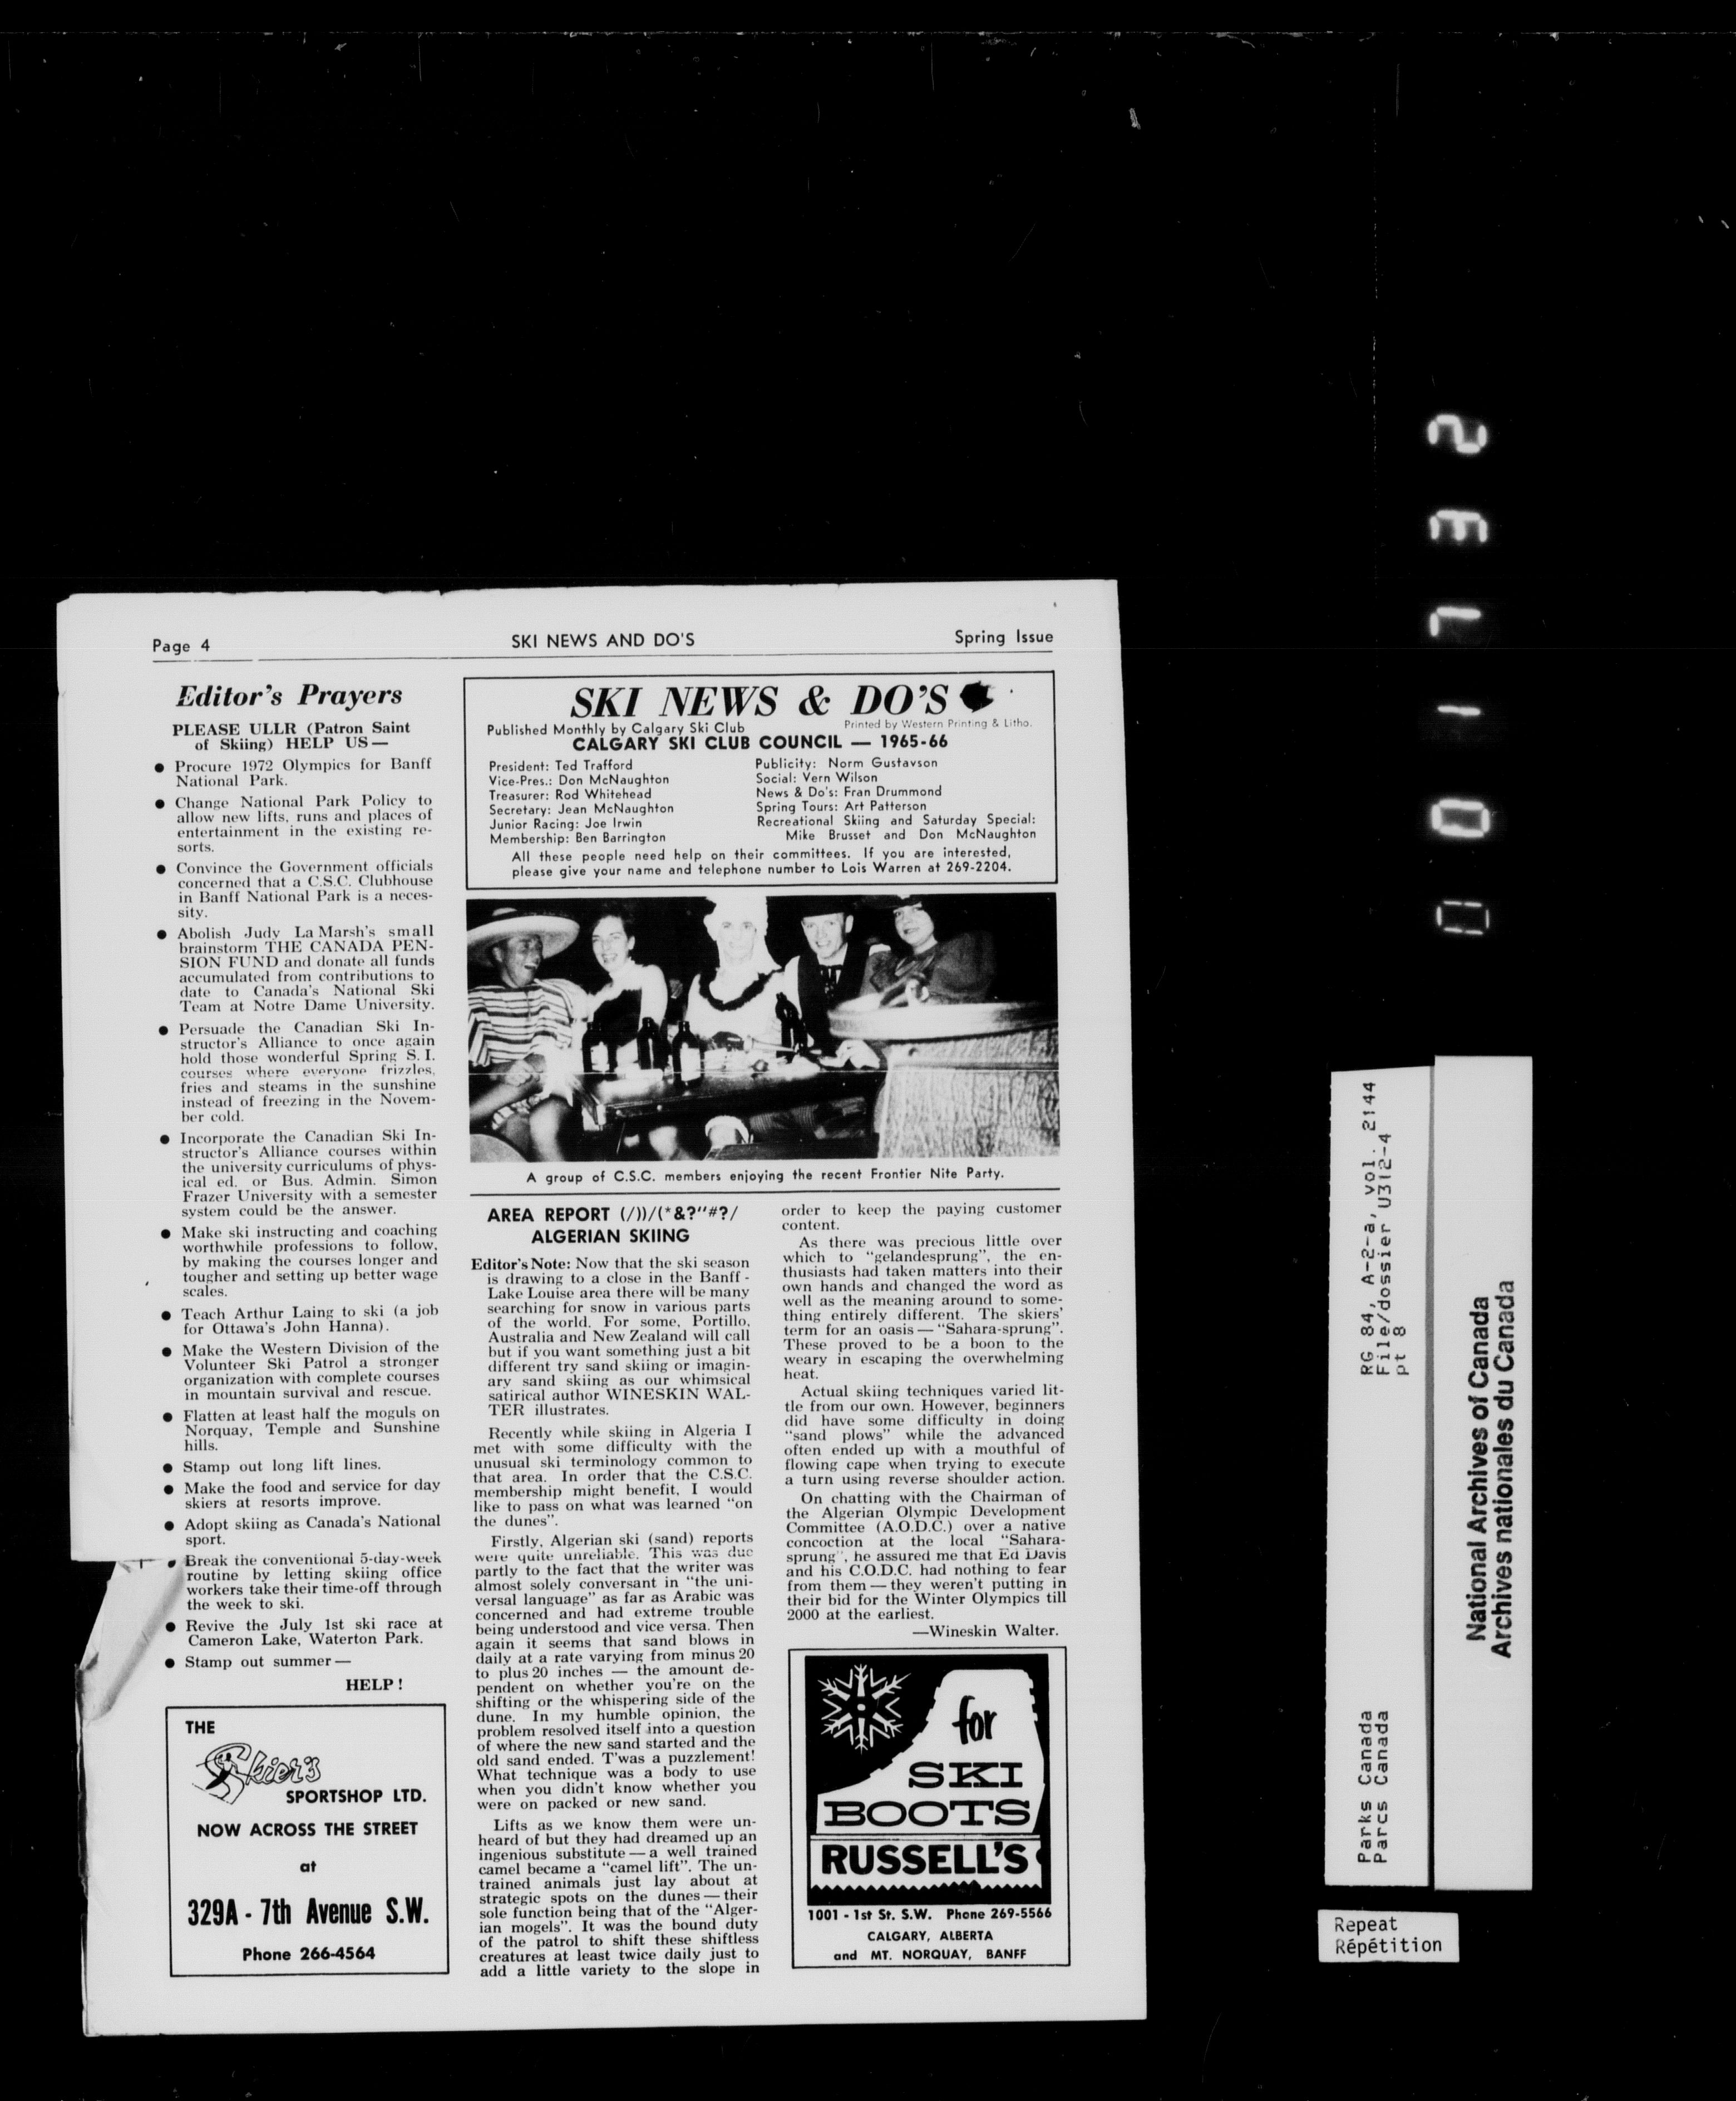 Page 4
SKI NEWS AND DO'S
Spring Issue
Editor's Prayers
PLEASE ULLR (Patron Saint
of Skiing) HELP US—
● Procure 1972 Olympics for Banff
National Park.
● Change National Park Policy to
allow new lifts, runs and places of
entertainment in the existing re-
sorts.
● Convince the Government officials
concerned that a C.S.C. Clubhouse
in Banff National Park is a neces-
sity.
● Abolish Judy La Marsh's small
brainstorm THE CANADA PEN-
SION FUND and donate all funds
accumulated from contributions to
date to Canada's National Ski
Team at Notre Dame University.
● Persuade the Canadian Ski In-
structor's Alliance to once again
hold those wonderful Spring S. I.
courses where everyone frizzles,
fries and steams in the sunshine
instead of freezing in the Novem-
ber cold.
● Incorporate the Canadian Ski In-
structor's Alliance courses within
the university curriculums of phys-
ical ed. or Bus. Admin. Simon
Frazer University with a semester
system could be the answer.
● Make ski instructing and coaching
worthwhile professions to follow,
by making the courses longer and
tougher and setting up better wage
scales.
● Teach Arthur Laing to ski (a job
for Ottawa's John Hanna).
● Make the Western Division of the
Volunteer Ski Patrol a stronger
organization with complete courses
in mountain survival and rescue.
● Flatten at least half the moguls on
Norquay, Temple and Sunshine
hills.
● Stamp out long lift lines.
● Make the food and service for day
skiers at resorts improve.
● Adopt skiing as Canada's National
sport.
● Break the conventional 5-day-week
routine by letting skiing office
workers take their time-off through
the week to ski.
● Revive the July 1st ski race at
Cameron Lake, Waterton Park.
● Stamp out summer—
HELP!
THE
Skier's
SPORTSHOP LTD.
NOW ACROSS THE STREET
at
329A - 7th Avenue S.W.
Phone 266-4564
SKI NEWS & DO'S
Published Monthly by Calgary Ski Club
Printed by Western Printing & Litho.
CALGARY SKI CLUB COUNCIL — 1965-66
President: Ted Trafford
Vice-Pres.: Don McNaughton
Treasurer: Rod Whitehead
Secretary: Jean McNaughton
Junior Racing: Joe Irwin
Membership: Ben Barrington
Publicity: Norm Gustavson
Social: Vern Wilson
News & Do's: Fran Drummond
Spring Tours: Art Patterson
Recreational Skiing and Saturday Special:
Mike Brusset and Don McNaughton
All these people need help on their committees. If you are interested,
please give your name and telephone number to Lois Warren at 269-2204.
A group of C.S.C. members enjoying the recent Frontier Nite Party.
AREA REPORT (/))/(*&?"#?/
ALGERIAN SKIING
Editor's Note: Now that the ski season
is drawing to a close in the Banff -
Lake Louise area there will be many
searching for snow in various parts
of the world. For some, Portillo,
Australia and New Zealand will call
but if you want something just a bit
different try sand skiing or imagin-
ary sand skiing as our whimsical
satirical author WINESKIN WAL-
TER illustrates.
Recently while skiing in Algeria I
met with some difficulty with the
unusual ski terminology common to
that area. In order that the C.S.C.
membership might benefit, I would
like to pass on what was learned "on
the dunes".
Firstly, Algerian ski (sand) reports
were quite unreliable. This was due
partly to the fact that the writer was
almost solely conversant in "the uni-
versal language" as far as Arabic was
concerned and had extreme trouble
being understood and vice versa. Then
again it seems that sand blows in
daily at a rate varying from minus 20
to plus 20 inches — the amount de-
pendent on whether you're on the
shifting or the whispering side of the
dune. In my humble opinion, the
problem resolved itself into a question
of where the new sand started and the
old sand ended. T'was a puzzlement!
What technique was a body to use
when you didn't know whether you
were on packed or new sand.
Lifts as we know them were un-
heard of but they had dreamed up an
ingenious substitute — a well trained
camel became a "camel lift". The un-
trained animals just lay about at
strategic spots on the dunes — their
sole function being that of the "Alger-
ian mogels". It was the bound duty
of the patrol to shift these shiftless
creatures at least twice daily just to
add a little variety to the slope in
order to keep the paying customer
content.
As there was precious little over
which to "gelandesprung", the en-
thusiasts had taken matters into their
own hands and changed the word as
well as the meaning around to some-
thing entirely different. The skiers'
term for an oasis — "Sahara-sprung".
These proved to be a boon to the
weary in escaping the overwhelming
heat.
Actual skiing techniques varied lit-
tle from our own. However, beginners
did have some difficulty in doing
"sand plows" while the advanced
often ended up with a mouthful of
flowing cape when trying to execute
a turn using reverse shoulder action.
On chatting with the Chairman of
the Algerian Olympic Development
Committee (A.O.D.C.) over a native
concoction at the local "Sahara-
sprung", he assured me that Ed Davis
and his C.O.D.C. had nothing to fear
from them — they weren't putting in
their bid for the Winter Olympics till
2000 at the earliest.
—Wineskin Walter.
for
SKI
BOOTS
RUSSELL'S
1001 - 1st St. S.W. Phone 269-5566
CALGARY, ALBERTA
and MT. NORQUAY, BANFF
Parks Canada
Parcs Canada
RG 84, A-2-a, vol. 2144
File/dossier U312-4
pt 8
National Archives of Canada
Archives nationales du Canada
Repeat
Répétition
001732